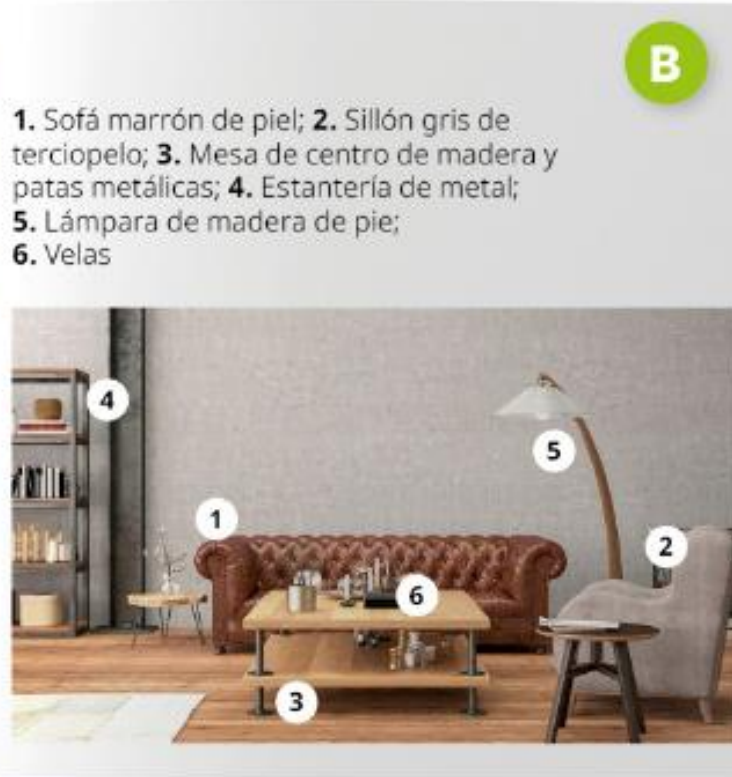 B
1. Sofá marrón de piel; 2. Sillón gris de
terciopelo; 3. Mesa de centro de madera y
patas metálicas; 4. Estantería de metal;
5. Lámpara de madera de pie;
6. Velas
4
5
1
2
6
3